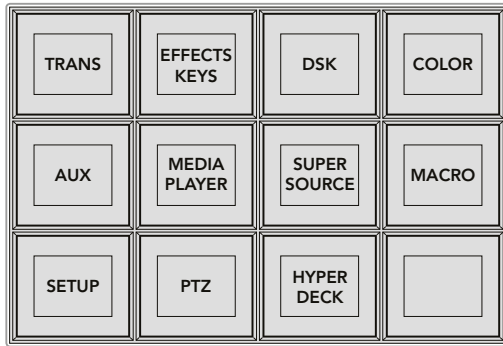 TRANS
EFFECTS
KEYS
DSK
COLOR
AUX
MEDIA
PLAYER
SUPER
SOURCE
MACRO
SETUP
PTZ
HYPER
DECK